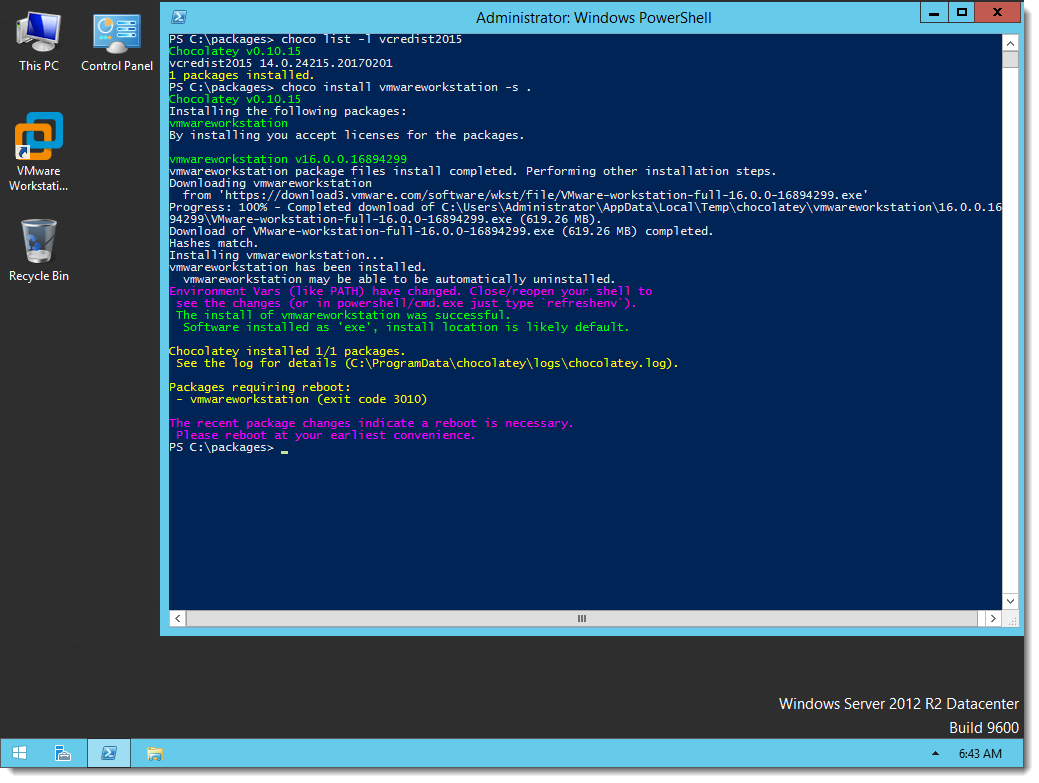 This PC
Control Panel
VMware
Workstati...
Recycle Bin
Administrator: Windows PowerShell
PS C:\packages> choco list -l vcredist2015
Chocolatey v0.10.15
vcredist2015 14.0.24215.20170201
1 packages installed.
PS C:\packages> choco install vmwareworkstation -s .
Chocolatey v0.10.15
Installing the following packages:
vmwareworkstation
By installing you accept licenses for the packages.
vmwareworkstation v16.0.0.16894299
vmwareworkstation package files install completed. Performing other installation steps.
Downloading vmwareworkstation
from 'https://download3.vmware.com/software/wkst/file/VMware-workstation-full-16.0.0-16894299.exe'
Progress: 100% - Completed download of C:\Users\Administrator\AppData\Local\Temp\chocolatey\vmwareworkstation\16.0.0.16
94299\VMware-workstation-full-16.0.0-16894299.exe (619.26 MB).
Download of VMware-workstation-full-16.0.0-16894299.exe (619.26 MB) completed.
Hashes match.
Installing vmwareworkstation...
vmwareworkstation has been installed.
vmwareworkstation may be able to be automatically uninstalled.
Environment Vars (like PATH) have changed. Close/reopen your shell to
see the changes (or in powershell/cmd.exe just type `refreshenv`).
The install of vmwareworkstation was successful.
Software installed as 'exe', install location is likely default.
Chocolatey installed 1/1 packages.
See the log for details (C:\ProgramData\chocolatey\logs\chocolatey.log).
Packages requiring reboot:
- vmwareworkstation (exit code 3010)
The recent package changes indicate a reboot is necessary.
Please reboot at your earliest convenience.
PS C:\packages> _
Windows Server 2012 R2 Datacenter
Build 9600
6:43 AM